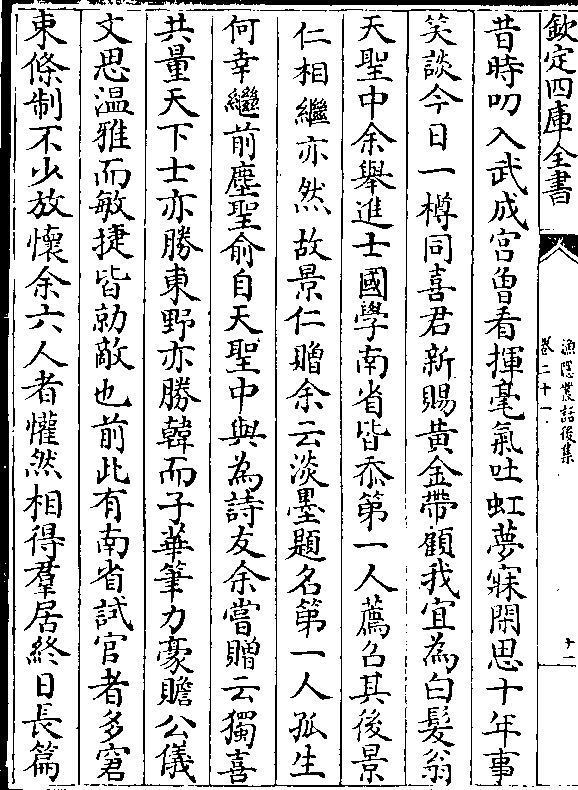 欽定四庫全書
漁隠叢話後集
卷二十一
十二
昔時叨入武成宫曾看揮毫氣吐虹夢寐閒思十年事
笑談今日一樽同喜君新賜黄金帶顧我宜為白髮翁
天聖中余舉進士國學南省皆忝第一人薦名其後景
仁相繼亦然故景仁贈余云淡墨題名第一人孤生
何幸繼前塵聖俞自天聖中與為詩友余嘗贈云獨喜
共量天下士亦勝東野亦勝韓而子華筆力豪贍公儀
文思温雅而敏捷皆勍敵也前此有南省試官者多窘
束條制不少放懷余六人者懽然相得羣居終日長篇